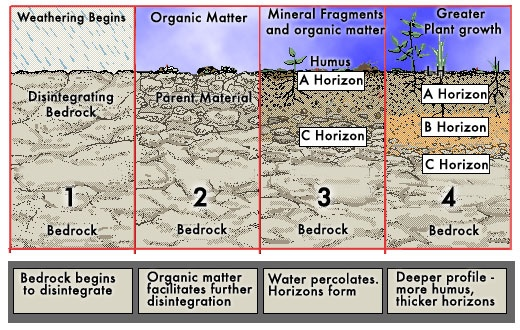 Weathering Begins
Disintegrating
Bedrock
1
Bedrock
Organic Matter
Parent Material
2
Bedrock
Mineral Fragments
and organic matter
Humus
A Horizon
C Horizon
3
Bedrock
Greater
Plant growth
A Horizon
B Horizon
C Horizon
4
Bedrock
Bedrock begins
to disintegrate
Organic matter
facilitates further
disintegration
Water percolates.
Horizons form
Deeper profile -
more humus,
thicker horizons